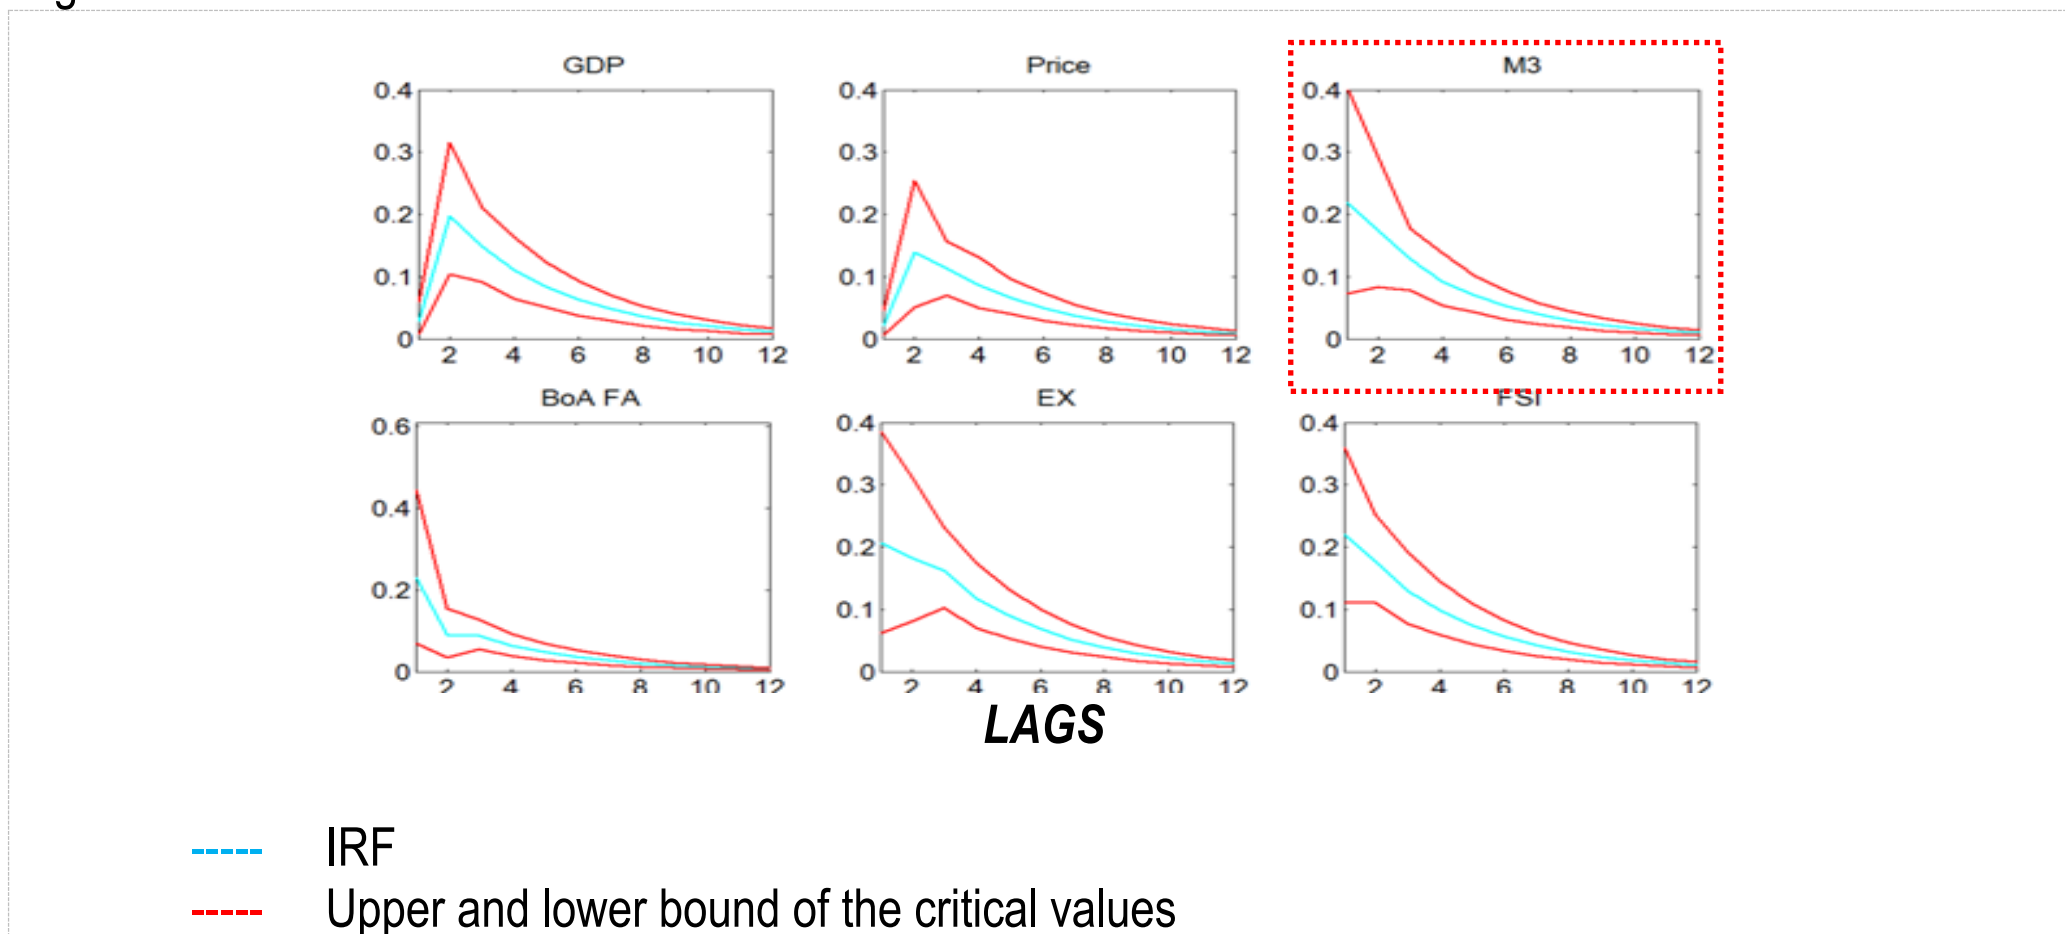 GDP Price M3
0.4 0.4 0.4
0.3 0.3 0.3
0.2 0.2 0.2
0.1 0.1 0.1
0 0 0
2 4 6 8 10 12 2 4 6 8 10 12 2 4 6 8 10 12
BoA FA EX FSI
0.6 0.4 0.4
0.4 0.3 0.3
0.2 0.2 0.2
0.1 0.1
0 0 0
2 4 6 8 10 12 2 4 6 8 10 12 2 4 6 8 10 12
LAGS
IRF
Upper and lower bound of the critical values